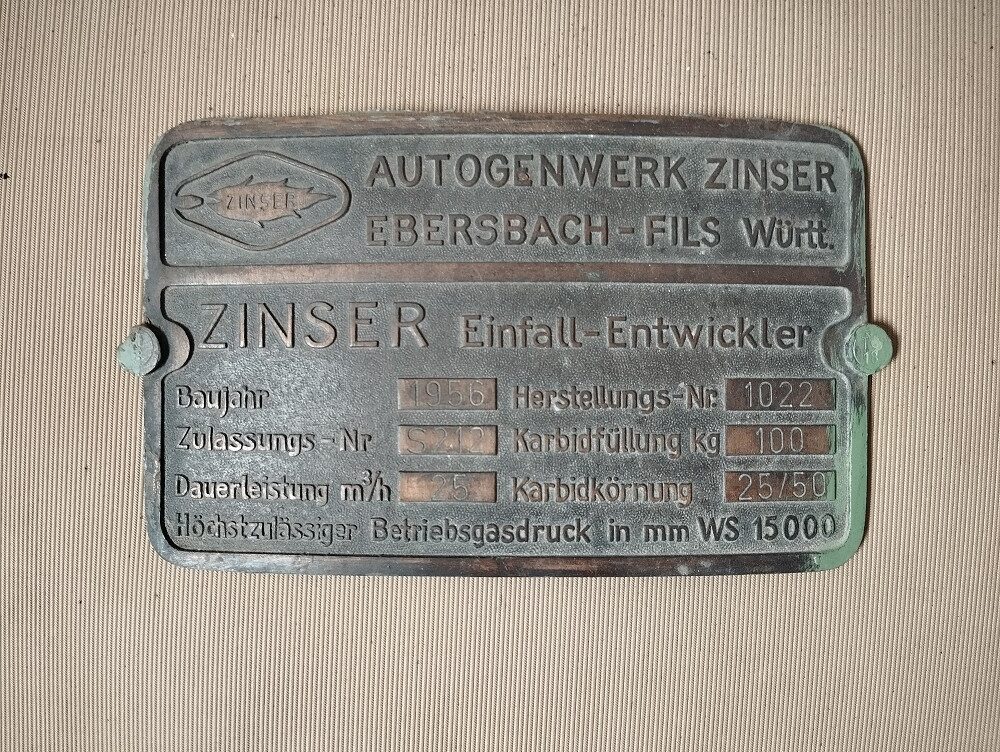 ZINSER
AUTOGENWERK ZINSER
EBERSBACH-FILS Württ.
ZINSER Einfall-Entwickler
Baujahr 1956 Herstellungs-Nr. 1022
Zulassungs-Nr S212 Karbidfüllung kg 100
Dauerleistung m³/h 25 Karbidkörnung 25/50
Höchstzulässiger Betriebsgasdruck in mm WS 15000